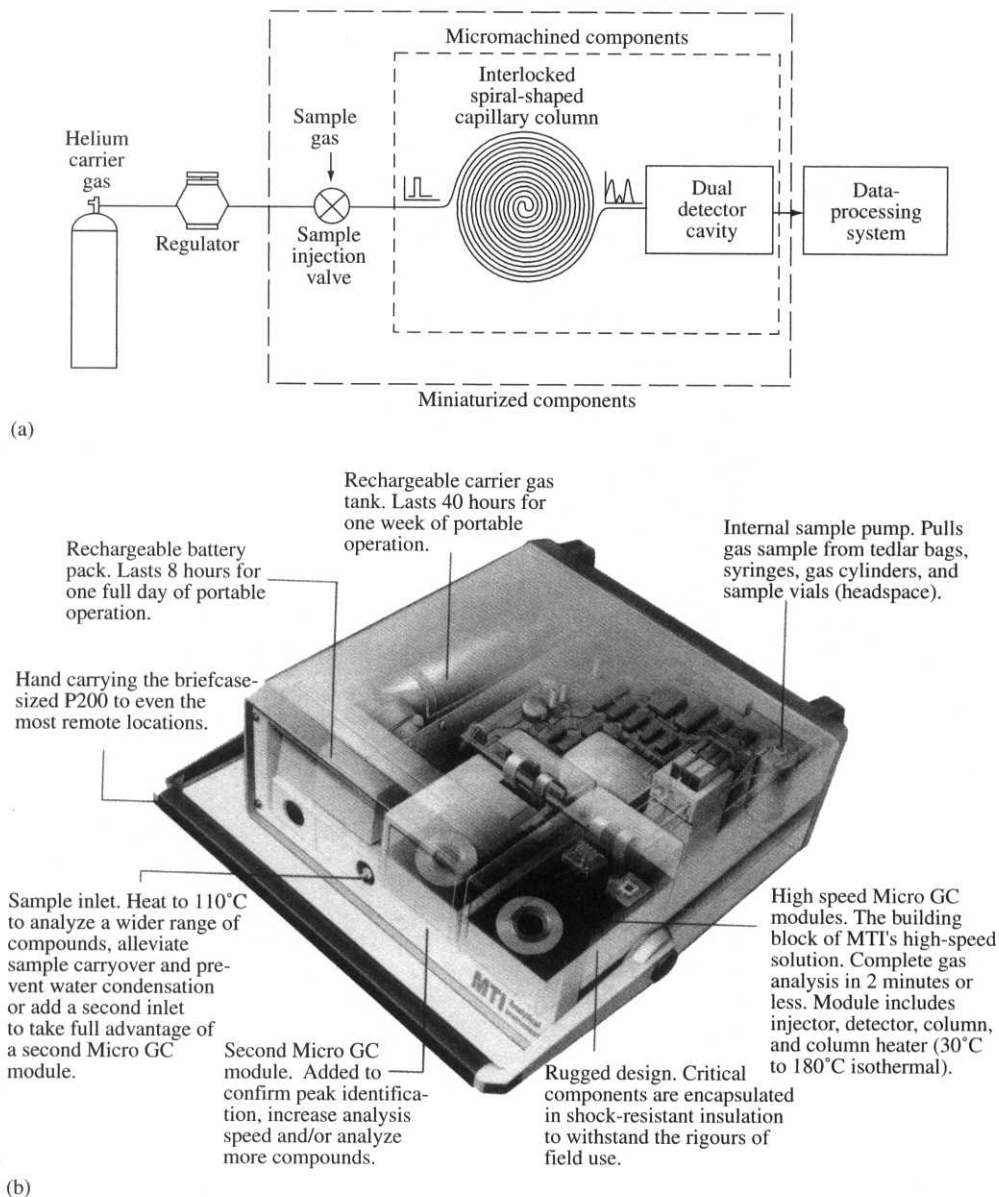 Micromachined components
Interlocked
spiral-shaped
capillary column
Sample
gas
Helium
carrier
gas
Regulator
Sample
injection
valve
Dual
detector
cavity
Data-
processing
system
Miniaturized components
(a)
Rechargeable carrier gas
tank. Lasts 40 hours for
one week of portable
operation.
Internal sample pump. Pulls
gas sample from tedlar bags,
syringes, gas cylinders, and
sample vials (headspace).
Rechargeable battery
pack. Lasts 8 hours for
one full day of portable
operation.
Hand carrying the briefcase-
sized P200 to even the
most remote locations.
Sample inlet. Heat to 110°C
to analyze a wider range of
compounds, alleviate
sample carryover and pre-
vent water condensation
or add a second inlet
to take full advantage of
a second Micro GC
module.
MTI
Second Micro GC
module. Added to
confirm peak identifica-
tion, increase analysis
speed and/or analyze
more compounds.
Rugged design. Critical
components are encapsulated
in shock-resistant insulation
to withstand the rigours of
field use.
High speed Micro GC
modules. The building
block of MTI's high-speed
solution. Complete gas
analysis in 2 minutes or
less. Module includes
injector, detector, column,
and column heater (30°C
to 180°C isothermal).
(b)